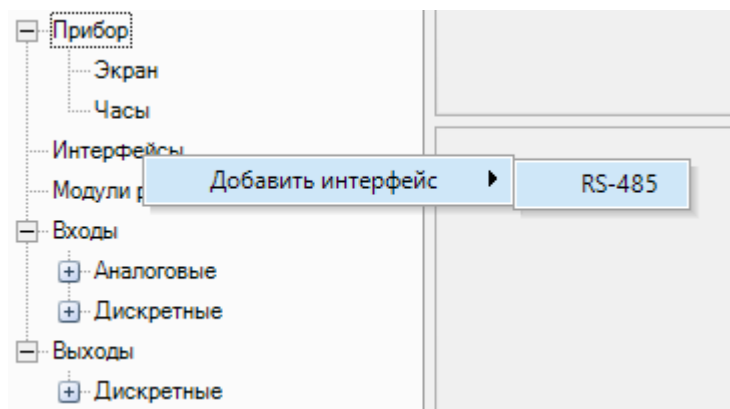 Прибор
Экран
Часы
Интерфейсы
Добавить интерфейс RS-485
Модули
Входы
Аналоговые
Дискретные
Выходы
Дискретные